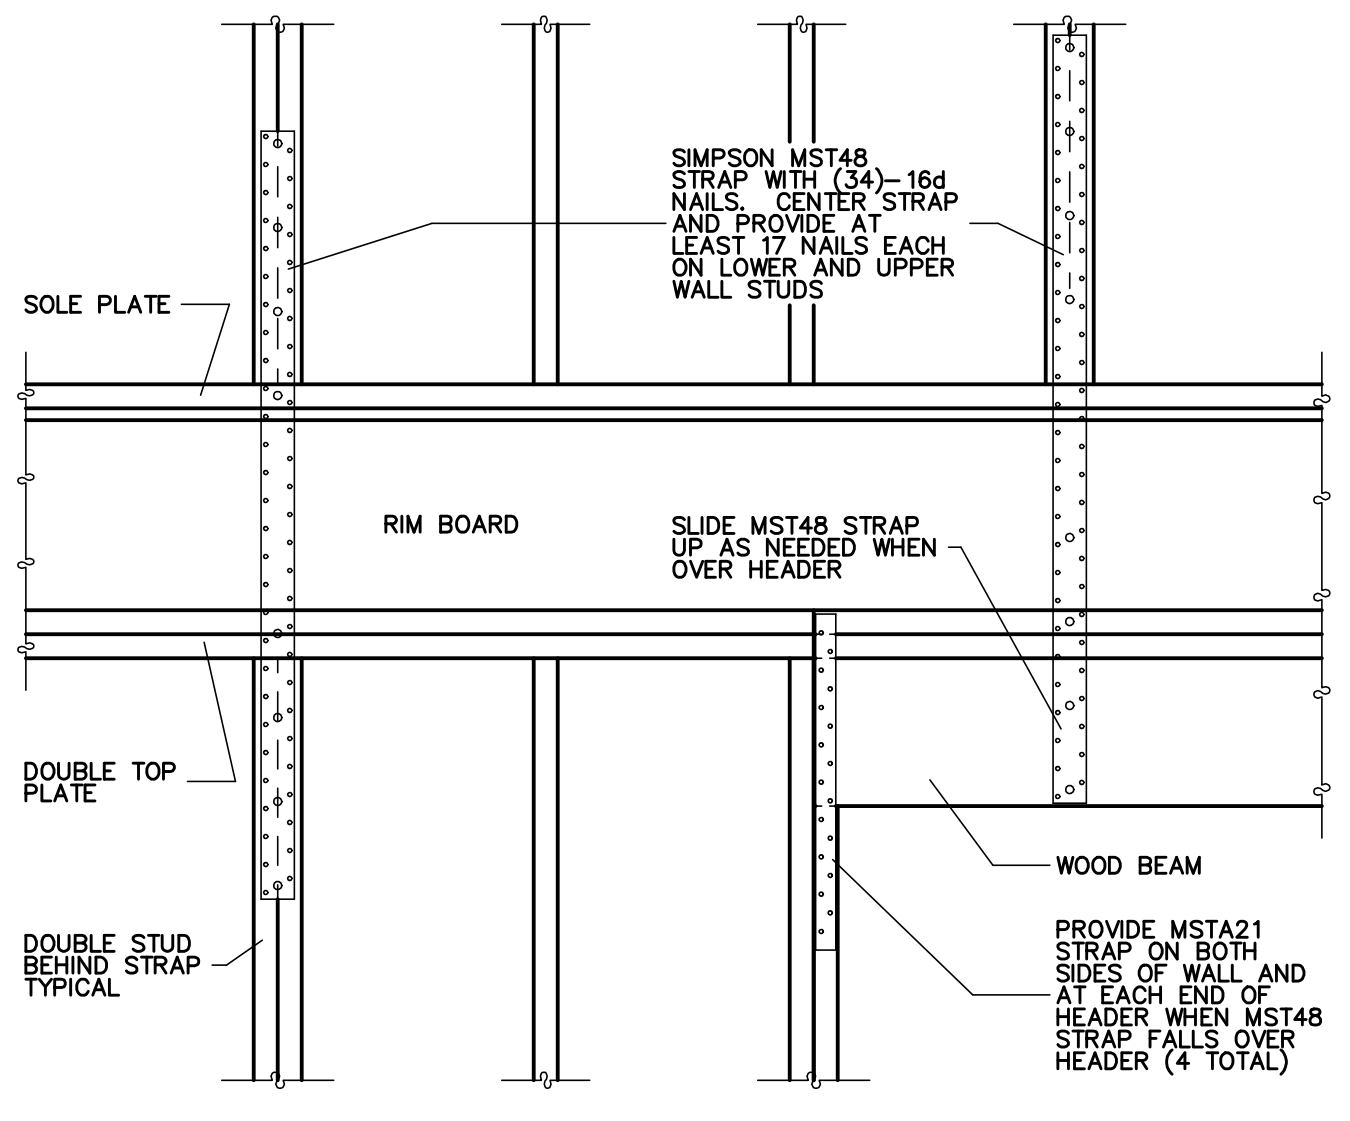 SIMPSON MST48
STRAP WITH (34)-16d
NAILS. CENTER STRAP
AND PROVIDE AT
LEAST 17 NAILS EACH
ON LOWER AND UPPER
WALL STUDS
SOLE PLATE
RIM BOARD
SLIDE MST48 STRAP
UP AS NEEDED WHEN
OVER HEADER
DOUBLE TOP
PLATE
WOOD BEAM
DOUBLE STUD
BEHIND STRAP
TYPICAL
PROVIDE MSTA21
STRAP ON BOTH
SIDES OF WALL AND
AT EACH END OF
HEADER WHEN MST48
STRAP FALLS OVER
HEADER (4 TOTAL)